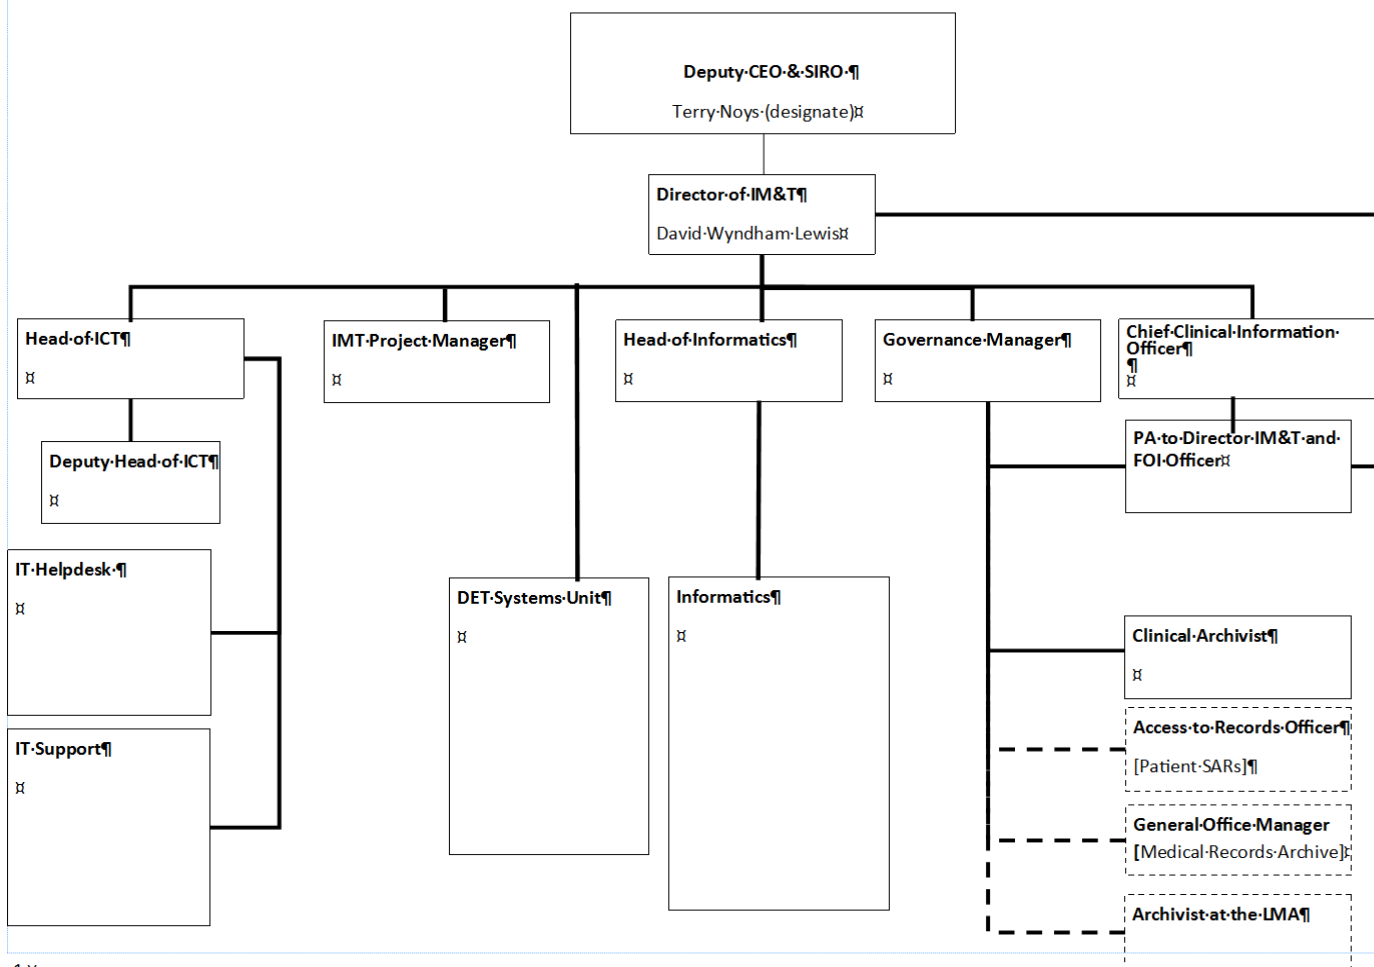 Deputy·CEO·&·SIRO·¶
Terry·Noys·(designate)¤
Director·of·IM&T¶
David·Wyndham·Lewis¤
Head·of·ICT¶
¤
IMT·Project·Manager¶
¤
Head·of·Informatics¶
¤
Governance·Manager¶
¤
Chief·Clinical·Information·
Officer¶
¶
¤
Deputy·Head·of·ICT¶
¤
PA·to·Director·IM&T·and·
FOI·Officer¤
IT·Helpdesk·¶
¤
DET·Systems·Unit¶
¤
Informatics¶
¤
Clinical·Archivist¶
¤
IT·Support¶
¤
Access·to·Records·Officer¶
[Patient·SARs]¶
General·Office·Manager
[Medical·Records·Archive]¤
Archivist·at·the·LMA¶